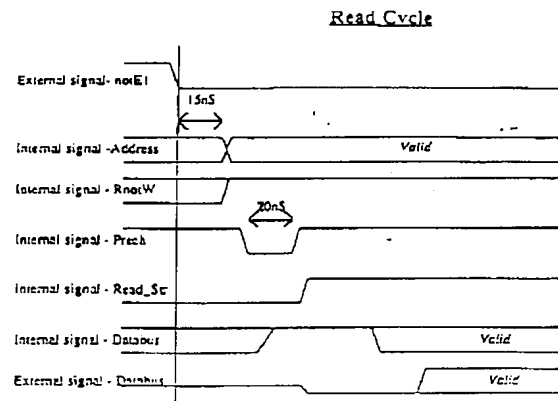 Read Cycle
External signal- notE1
15nS
Internal signal -Address
Valid
Internal signal - RnotW
20nS
Internal signal - Prech
Internal signal - Read_Str
Internal signal - Databus
Valid
External signal - Databus
Valid